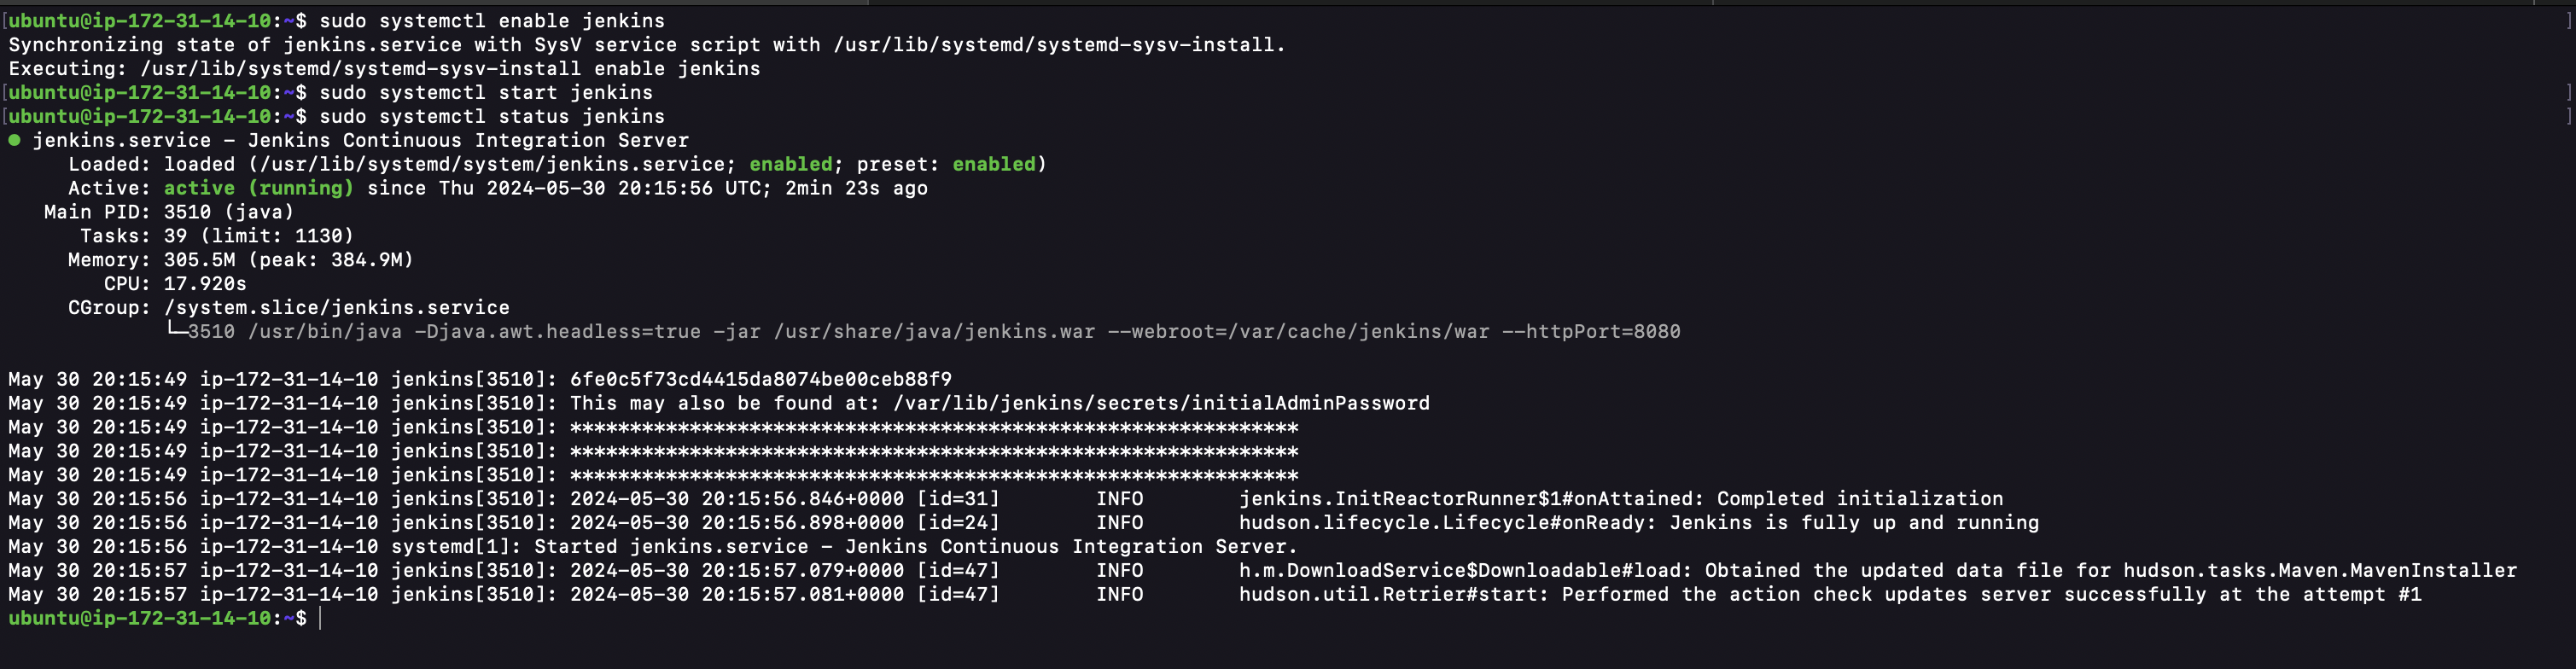 [ubuntu@ip-172-31-14-10:~$ sudo systemctl enable jenkins ]
Synchronizing state of jenkins.service with SysV service script with /usr/lib/systemd/systemd-sysv-install.
Executing: /usr/lib/systemd/systemd-sysv-install enable jenkins
[ubuntu@ip-172-31-14-10:~$ sudo systemctl start jenkins ]
[ubuntu@ip-172-31-14-10:~$ sudo systemctl status jenkins ]
● jenkins.service - Jenkins Continuous Integration Server
     Loaded: loaded (/usr/lib/systemd/system/jenkins.service; enabled; preset: enabled)
     Active: active (running) since Thu 2024-05-30 20:15:56 UTC; 2min 23s ago
   Main PID: 3510 (java)
      Tasks: 39 (limit: 1130)
     Memory: 305.5M (peak: 384.9M)
        CPU: 17.920s
     CGroup: /system.slice/jenkins.service
             └─3510 /usr/bin/java -Djava.awt.headless=true -jar /usr/share/java/jenkins.war --webroot=/var/cache/jenkins/war --httpPort=8080
May 30 20:15:49 ip-172-31-14-10 jenkins[3510]: 6fe0c5f73cd4415da8074be00ceb88f9
May 30 20:15:49 ip-172-31-14-10 jenkins[3510]: This may also be found at: /var/lib/jenkins/secrets/initialAdminPassword
May 30 20:15:49 ip-172-31-14-10 jenkins[3510]: *************************************************************
May 30 20:15:49 ip-172-31-14-10 jenkins[3510]: *************************************************************
May 30 20:15:49 ip-172-31-14-10 jenkins[3510]: *************************************************************
May 30 20:15:56 ip-172-31-14-10 jenkins[3510]: 2024-05-30 20:15:56.846+0000 [id=31]        INFO        jenkins.InitReactorRunner$1#onAttained: Completed initialization
May 30 20:15:56 ip-172-31-14-10 jenkins[3510]: 2024-05-30 20:15:56.898+0000 [id=24]        INFO        hudson.lifecycle.Lifecycle#onReady: Jenkins is fully up and running
May 30 20:15:56 ip-172-31-14-10 systemd[1]: Started jenkins.service - Jenkins Continuous Integration Server.
May 30 20:15:57 ip-172-31-14-10 jenkins[3510]: 2024-05-30 20:15:57.079+0000 [id=47]        INFO        h.m.DownloadService$Downloadable#load: Obtained the updated data file for hudson.tasks.Maven.MavenInstaller
May 30 20:15:57 ip-172-31-14-10 jenkins[3510]: 2024-05-30 20:15:57.081+0000 [id=47]        INFO        hudson.util.Retrier#start: Performed the action check updates server successfully at the attempt #1
ubuntu@ip-172-31-14-10:~$